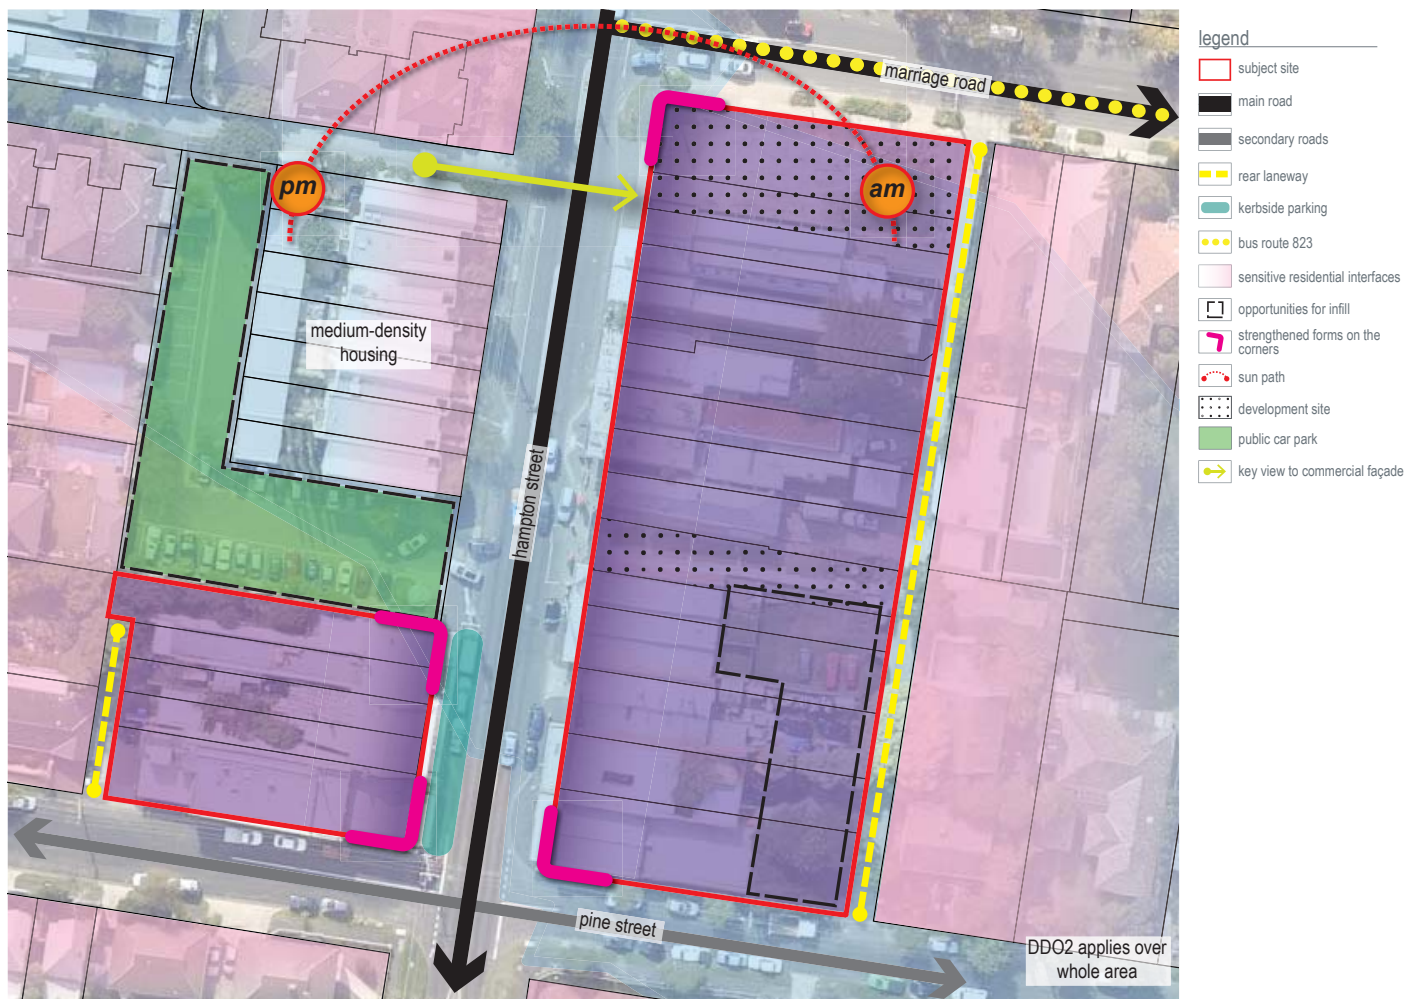 marriage road
pm
am
medium-density
housing
hampton street
pine street
DDO2 applies over
whole area
legend
subject site
main road
secondary roads
rear laneway
kerbside parking
bus route 823
sensitive residential interfaces
opportunities for infill
strengthened forms on the
corners
sun path
development site
public car park
key view to commercial façade